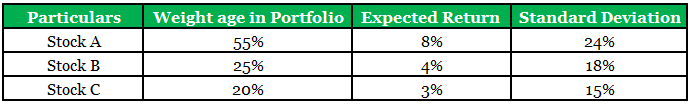 Particulars Weight age in Portfolio Expected Return Standard Deviation
Stock A 55% 8% 24%
Stock B 25% 4% 18%
Stock C 20% 3% 15%